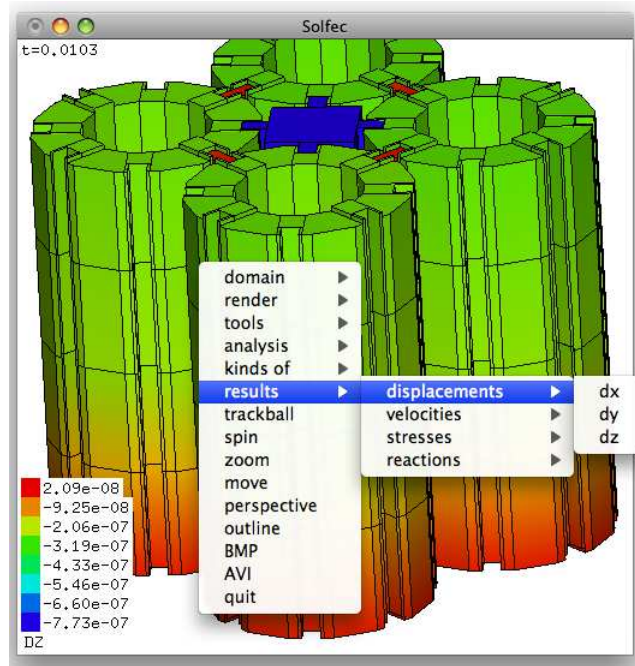 Solfec
t=0.0103
domain
render
tools
analysis
kinds of
results
trackball
spin
zoom
move
perspective
outline
BMP
AVI
quit
displacements
velocities
stresses
reactions
dx
dy
dz
2.09e-08
-9.25e-08
-2.06e-07
-3.19e-07
-4.33e-07
-5.46e-07
-6.60e-07
-7.73e-07
DZ